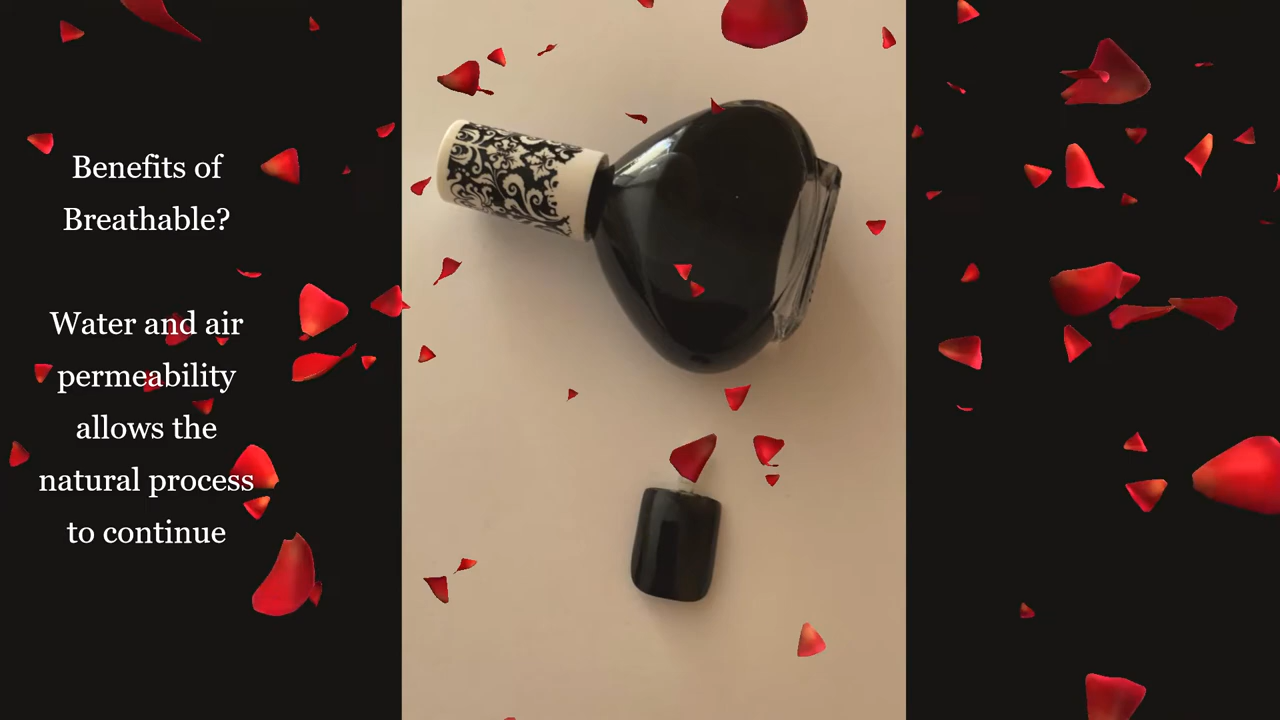 Benefits of
Breathable?
Water and air
permeability
allows the
natural process
to continue